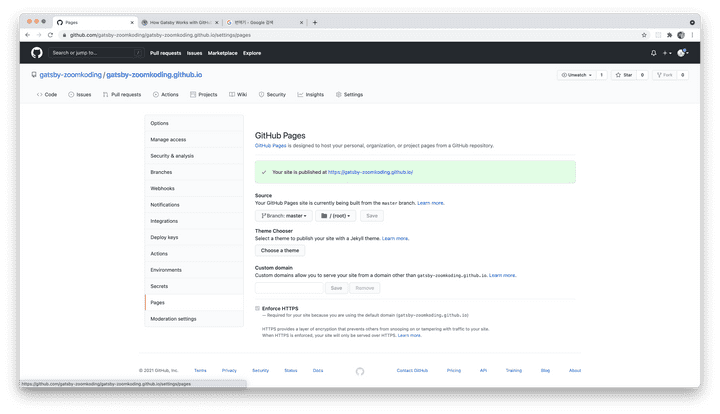 Pages
How Gatsby Works with GitHub
번역기 - Google 검색
github.com/gatsby-zoomkoding/gatsby-zoomkoding.github.io/settings/pages
Search or jump to... /
Pull requests Issues Marketplace Explore
gatsby-zoomkoding / gatsby-zoomkoding.github.io
Unwatch 1 Star 0 Fork 0
Code Issues Pull requests Actions Projects Wiki Security Insights Settings
Options
Manage access
Security & analysis
Branches
Webhooks
Notifications
Integrations
Deploy keys
Actions
Environments
Secrets
Pages
Moderation settings
GitHub Pages
GitHub Pages is designed to host your personal, organization, or project pages from a GitHub repository.
Your site is published at https://gatsby-zoomkoding.github.io/
Source
Your GitHub Pages site is currently being built from the master branch. Learn more.
Branch: master / (root) Save
Theme Chooser
Select a theme to publish your site with a Jekyll theme. Learn more.
Choose a theme
Custom domain
Custom domains allow you to serve your site from a domain other than gatsby-zoomkoding.github.io. Learn more.
Save Remove
Enforce HTTPS
— Required for your site because you are using the default domain (gatsby-zoomkoding.github.io)
HTTPS provides a layer of encryption that prevents others from snooping on or tampering with traffic to your site.
When HTTPS is enforced, your site will only be served over HTTPS. Learn more.
© 2021 GitHub, Inc. Terms Privacy Security Status Docs Contact GitHub Pricing API Training Blog About
https://github.com/gatsby-zoomkoding/gatsby-zoomkoding.github.io/settings/pages